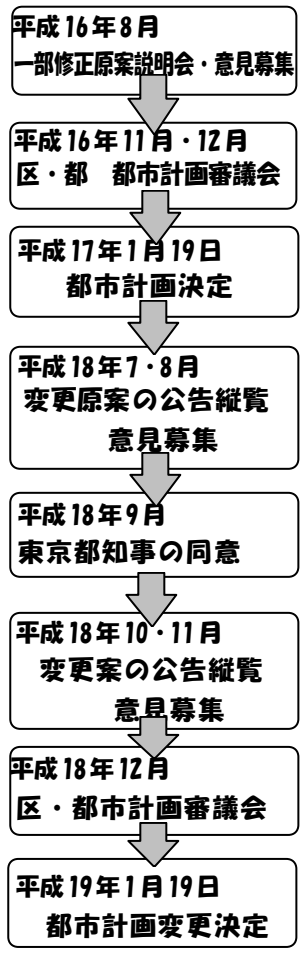 平成16年8月
一部修正原案説明会・意見募集
平成16年11月・12月
区・都　都市計画審議会
平成17年1月19日
都市計画決定
平成18年7・8月
変更原案の公告縦覧
意見募集
平成18年9月
東京都知事の同意
平成18年10・11月
変更案の公告縦覧
意見募集
平成18年12月
区・都市計画審議会
平成19年1月19日
都市計画変更決定